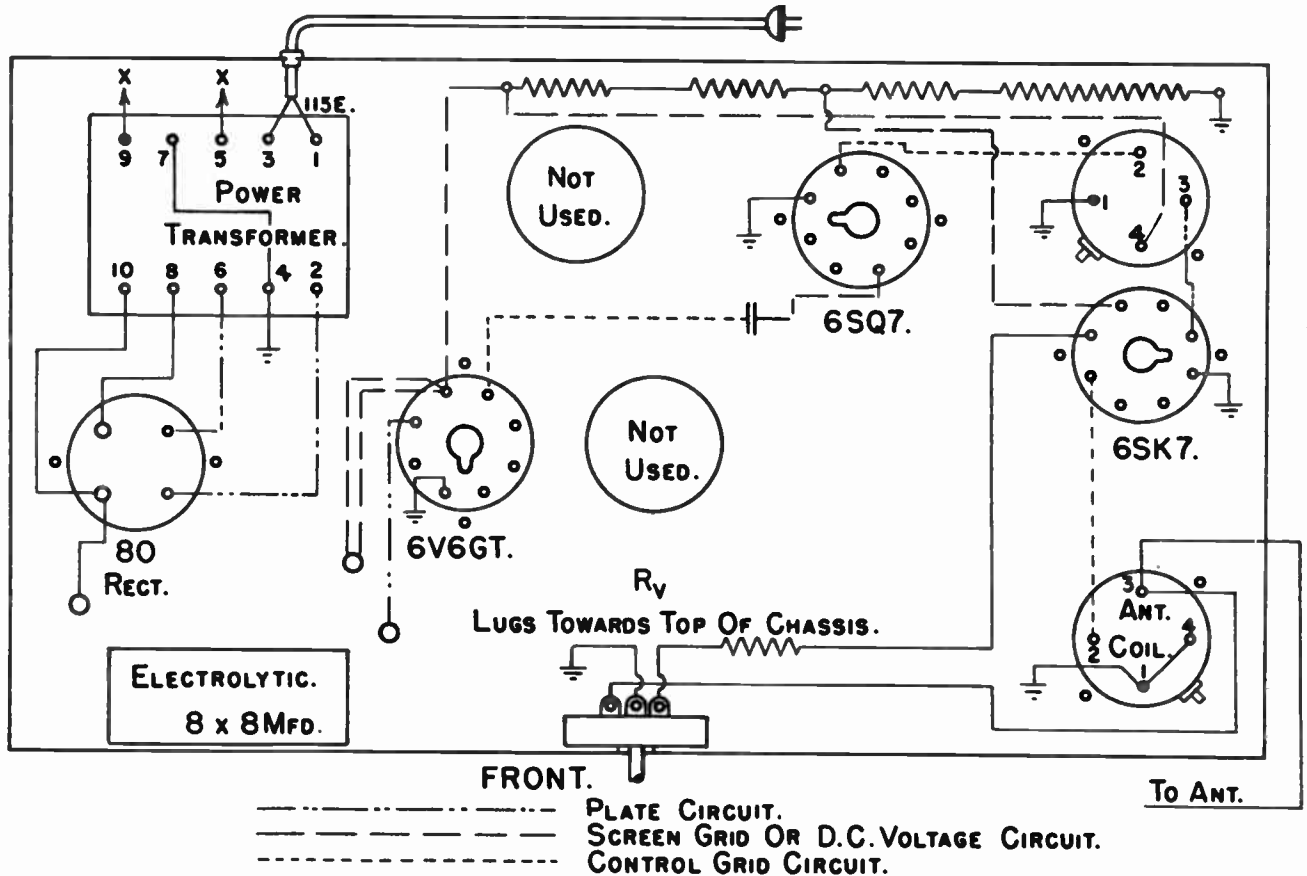 115E.
X X
9 7 5 3 1
POWER
TRANSFORMER.
10 8 6 4 2
NOT
USED.
6SQ7.
2
1 3
4
6SK7.
NOT
USED.
6V6GT.
80
RECT.
RV
LUGS TOWARDS TOP OF CHASSIS.
3
ANT.
2 COIL. 4
1
ELECTROLYTIC.
8 X 8 MFD.
FRONT.
TO ANT.
PLATE CIRCUIT.
SCREEN GRID OR D.C. VOLTAGE CIRCUIT.
CONTROL GRID CIRCUIT.